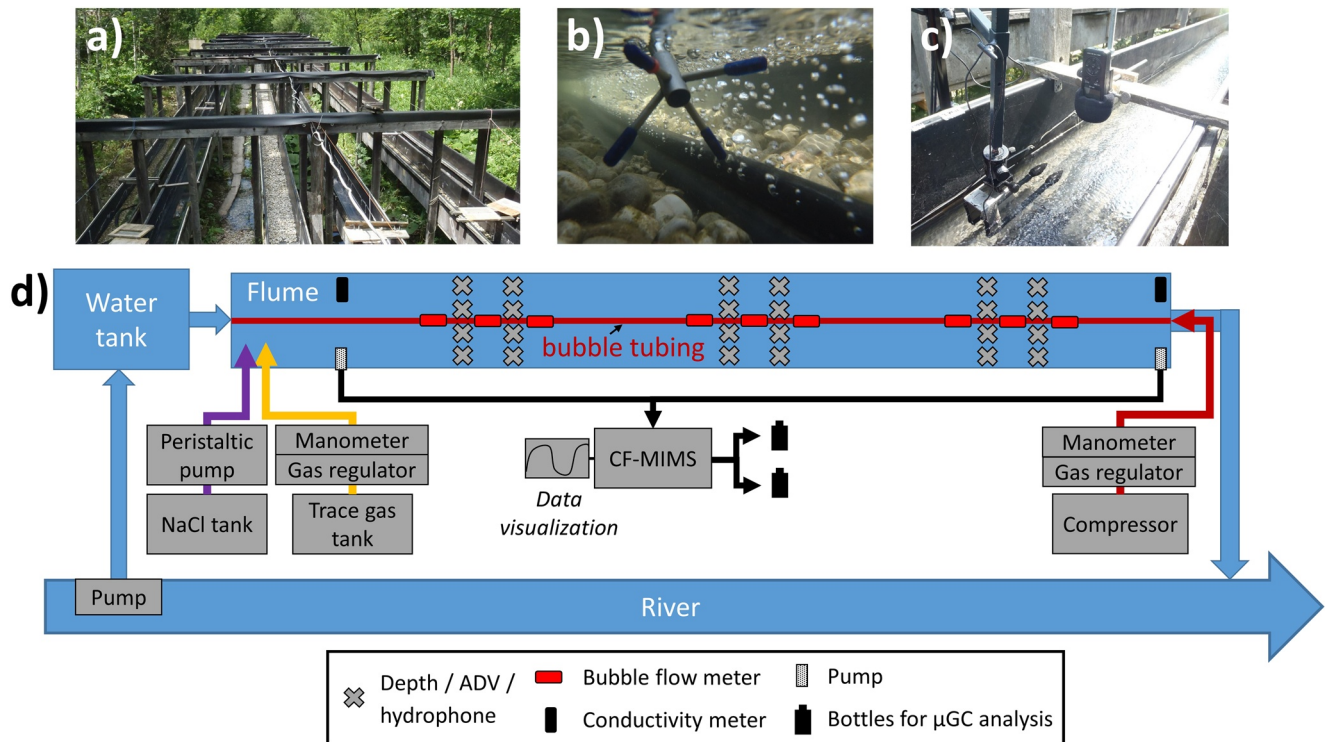 a)
b)
c)
d)
Water
tank
Flume
bubble tubing
Peristaltic
pump
NaCl tank
Manometer
Gas regulator
Trace gas
tank
CF-MIMS
Data
visualization
Manometer
Gas regulator
Compressor
Pump
River
Depth / ADV /
hydrophone
Bubble flow meter
Conductivity meter
Pump
Bottles for µGC analysis